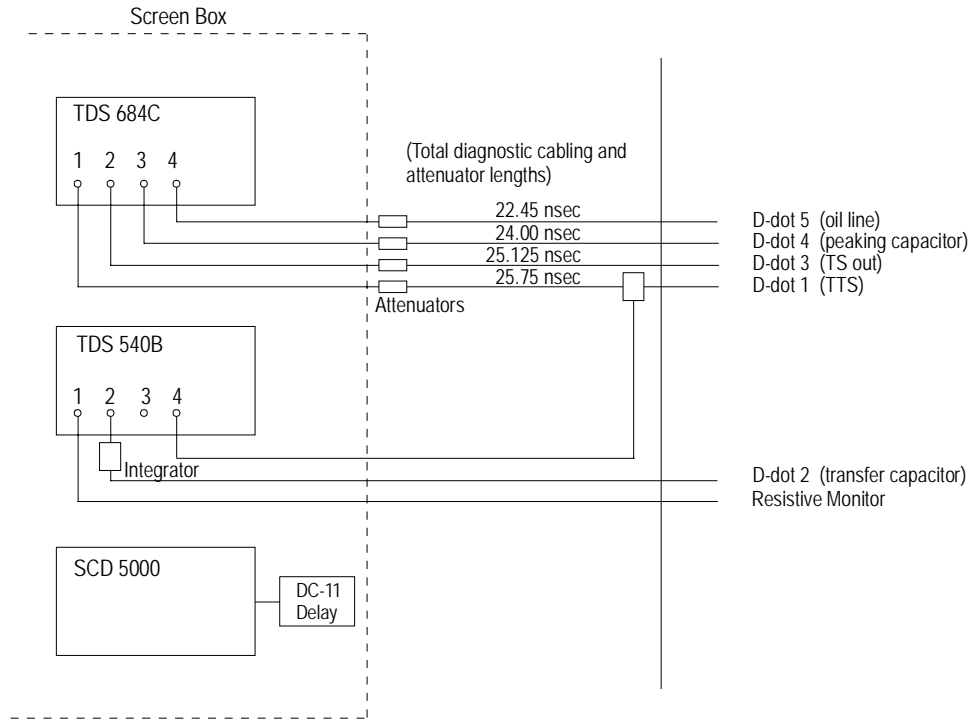 Screen Box
TDS 684C
1 2 3 4
(Total diagnostic cabling and
attenuator lengths)
22.45 nsec
24.00 nsec
25.125 nsec
25.75 nsec
D-dot 5 (oil line)
D-dot 4 (peaking capacitor)
D-dot 3 (TS out)
D-dot 1 (TTS)
Attenuators
TDS 540B
1 2 3 4
Integrator
D-dot 2 (transfer capacitor)
Resistive Monitor
SCD 5000
DC-11
Delay